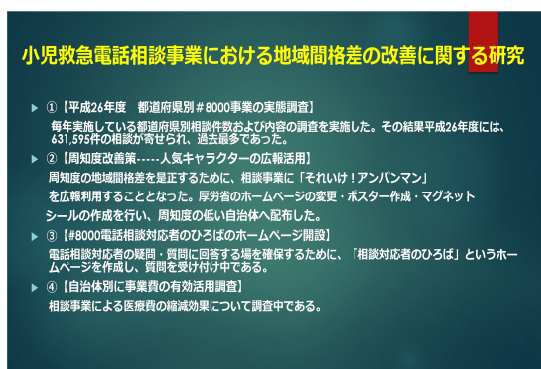 小児救急電話相談事業における地域間格差の改善に関する研究
①【平成26年度　都道府県別＃8000事業の実態調査】
毎年実施している都道府県別相談件数および内容の調査を実施した。その結果平成26年度には、
631,595件の相談が寄せられ、過去最多であった。
②【周知度改善策-----人気キャラクターの広報活用】
周知度の地域間格差を是正するために、相談事業に「それいけ！アンパンマン」
を広報利用することとなった。厚労省のホームページの変更・ポスター作成・マグネット
シールの作成を行い、周知度の低い自治体へ配布した。
③【#8000電話相談対応者のひろばのホームページ開設】
電話相談対応者の疑問・質問に回答する場を確保するために、「相談対応者のひろば」というホー
ムページを作成し、質問を受け付け中である。
④【自治体別に事業費の有効活用調査】
相談事業による医療費の縮減効果について調査中である。